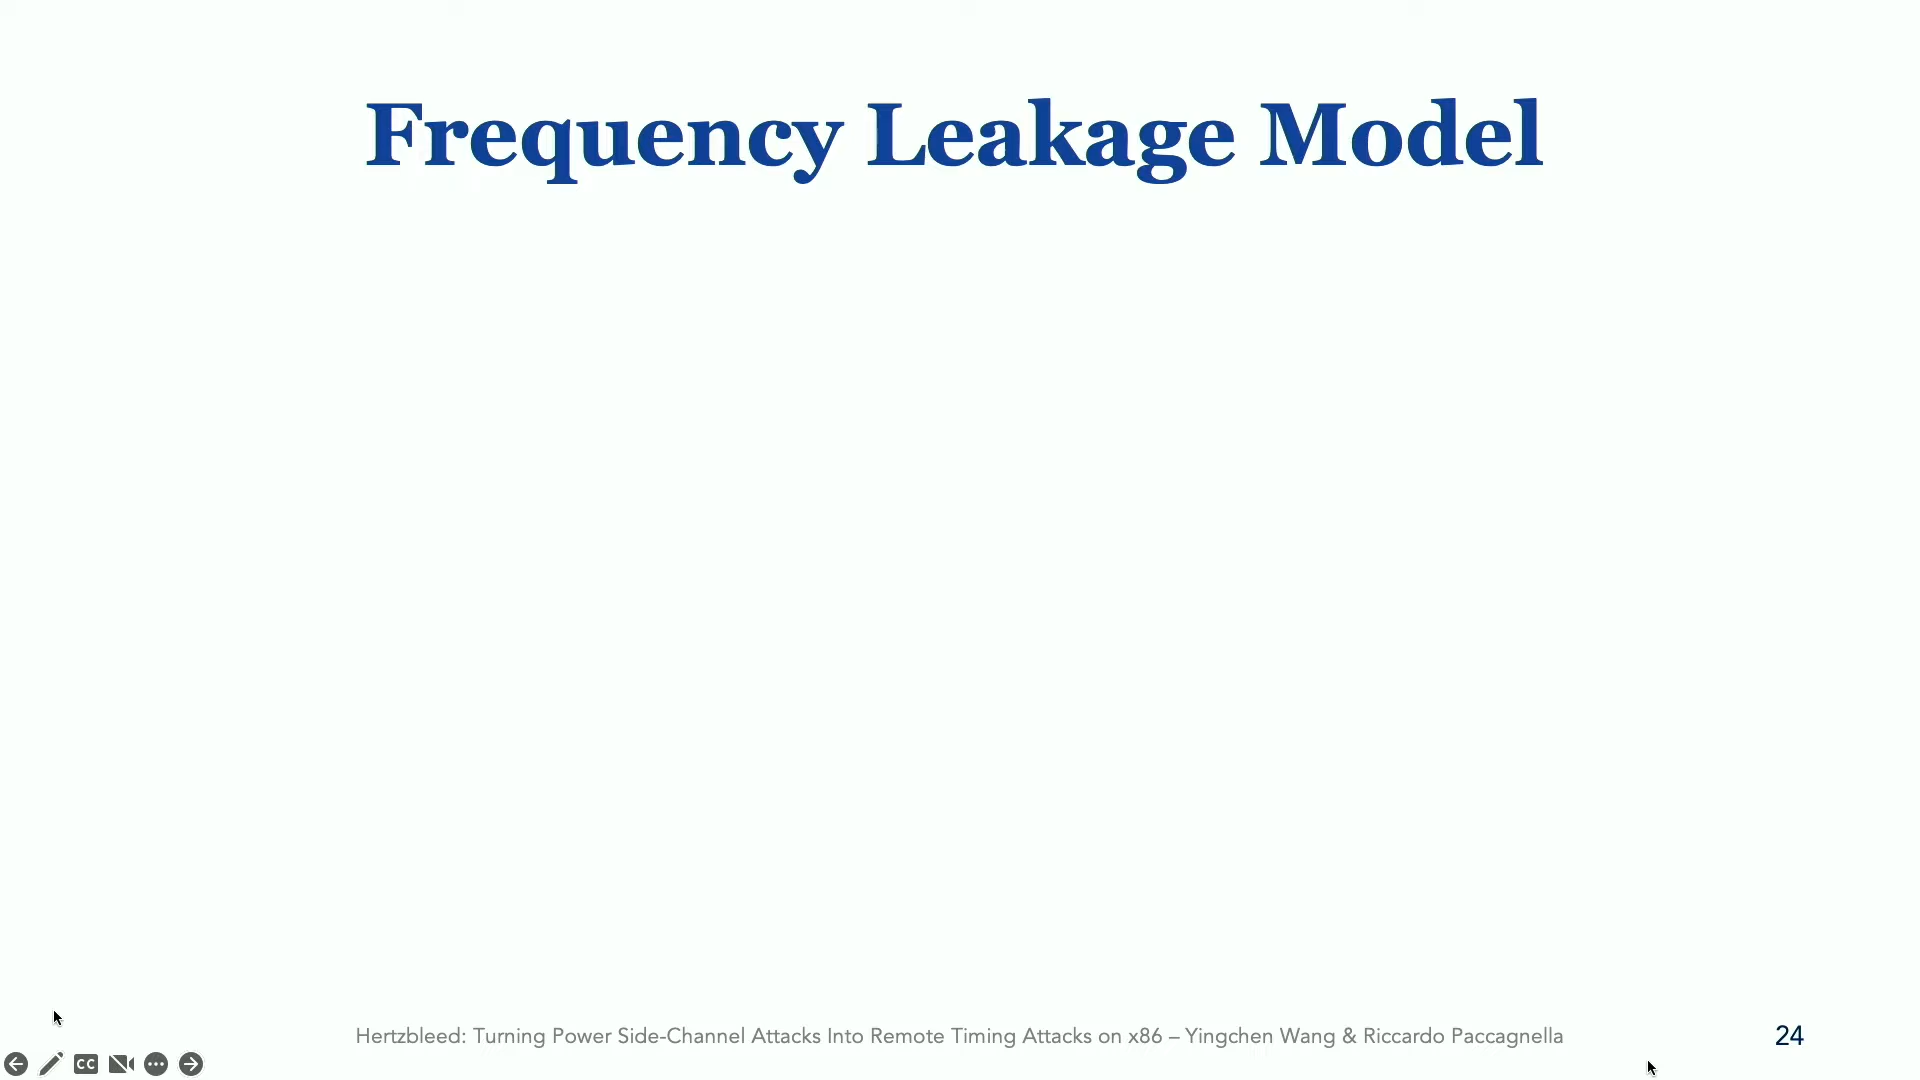 Frequency Leakage Model
Hertzbleed: Turning Power Side-Channel Attacks Into Remote Timing Attacks on x86 – Yingchen Wang & Riccardo Paccagnella
24
CC